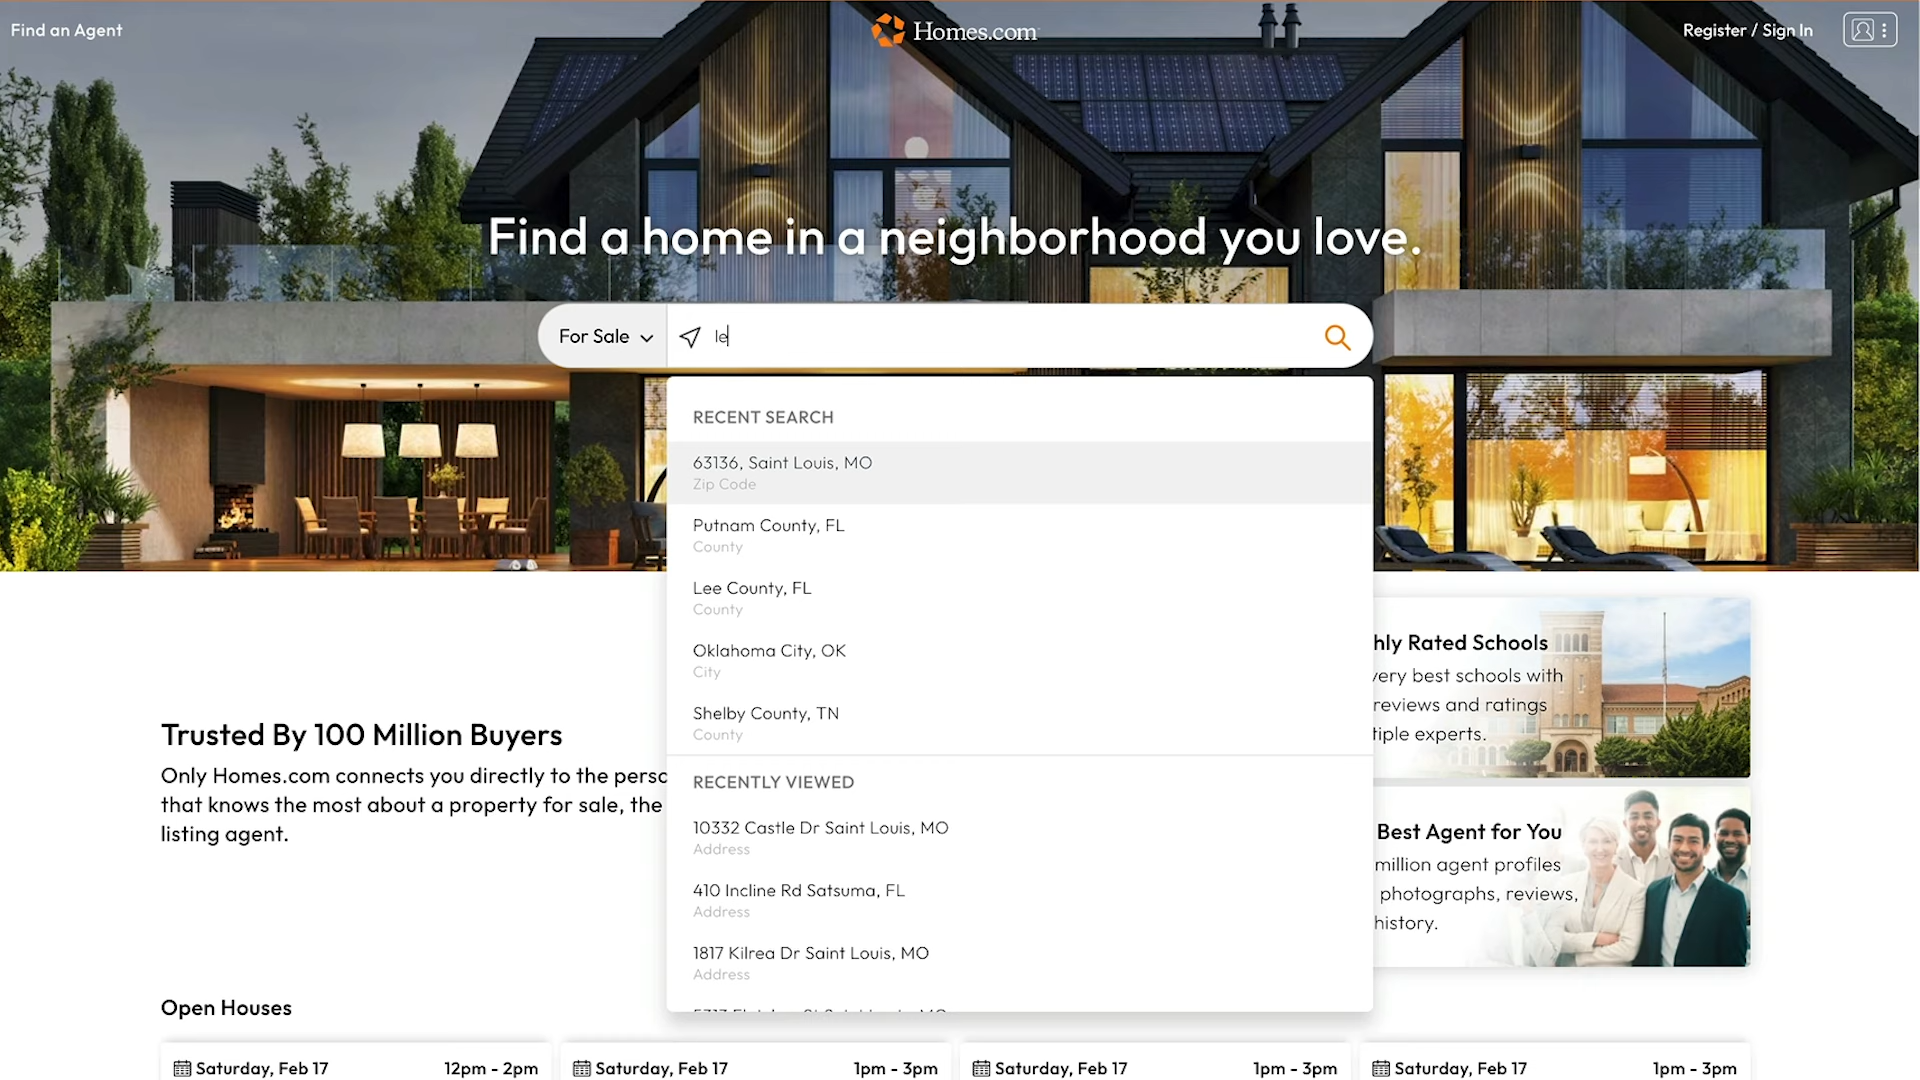 Find an Agent
Homes.com
Register / Sign In
Find a home in a neighborhood you love.
For Sale
le
RECENT SEARCH
63136, Saint Louis, MO
Zip Code
Putnam County, FL
County
Lee County, FL
County
Oklahoma City, OK
City
Shelby County, TN
County
RECENTLY VIEWED
10332 Castle Dr Saint Louis, MO
Address
410 Incline Rd Satsuma, FL
Address
1817 Kilrea Dr Saint Louis, MO
Address
Trusted By 100 Million Buyers
Only Homes.com connects you directly to the perso
that knows the most about a property for sale, the
listing agent.
hly Rated Schools
very best schools with
reviews and ratings
tiple experts.
Best Agent for You
million agent profiles
photographs, reviews,
history.
Open Houses
Saturday, Feb 17 12pm - 2pm
Saturday, Feb 17 1pm - 3pm
Saturday, Feb 17 1pm - 3pm
Saturday, Feb 17 1pm - 3pm